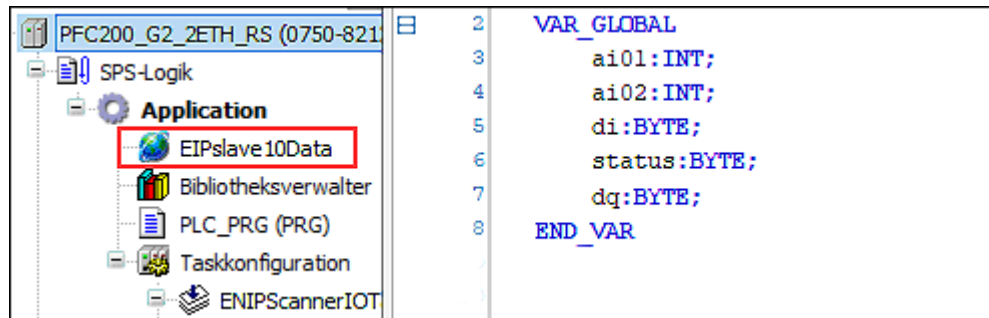 PFC200_G2_2ETH_RS (0750-821
SPS-Logik
Application
EIPslave10Data
Bibliotheksverwalter
PLC_PRG (PRG)
Taskkonfiguration
ENIPScannerIOT
2 VAR_GLOBAL
3 ai01:INT;
4 ai02:INT;
5 di:BYTE;
6 status:BYTE;
7 dq:BYTE;
8 END_VAR